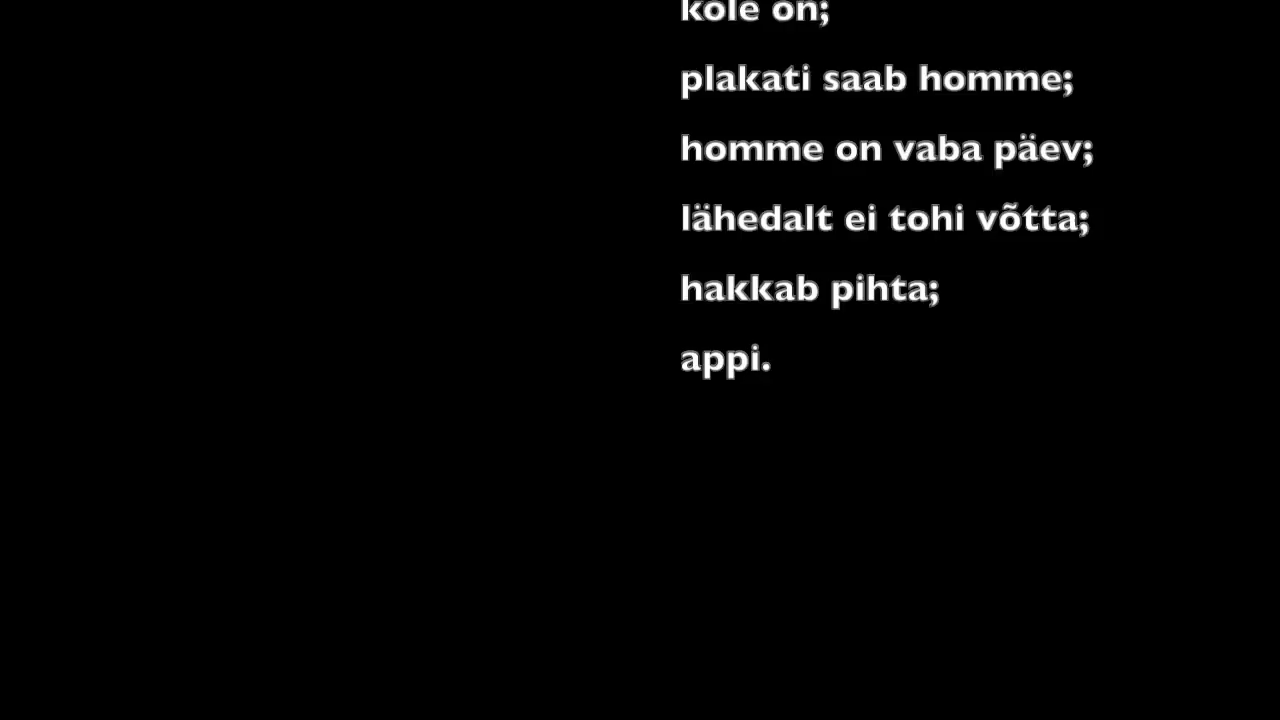 kole on;
plakati saab homme;
homme on vaba päev;
lähedalt ei tohi võtta;
hakkab pihta;
appi.